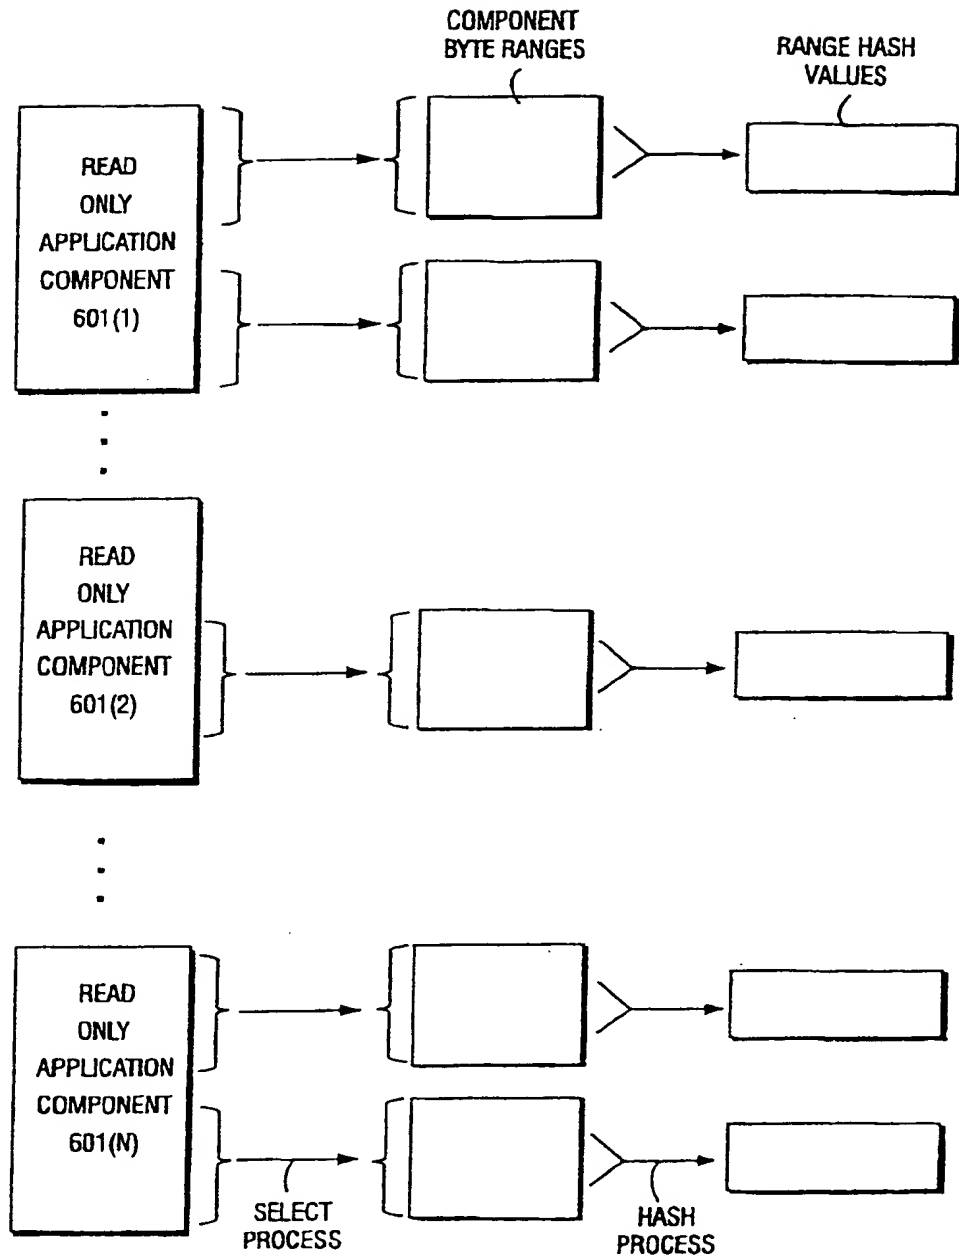 COMPONENT
BYTE RANGES
RANGE HASH
VALUES
READ
ONLY
APPLICATION
COMPONENT
601(1)
READ
ONLY
APPLICATION
COMPONENT
601(2)
READ
ONLY
APPLICATION
COMPONENT
601(N)
SELECT
PROCESS
HASH
PROCESS